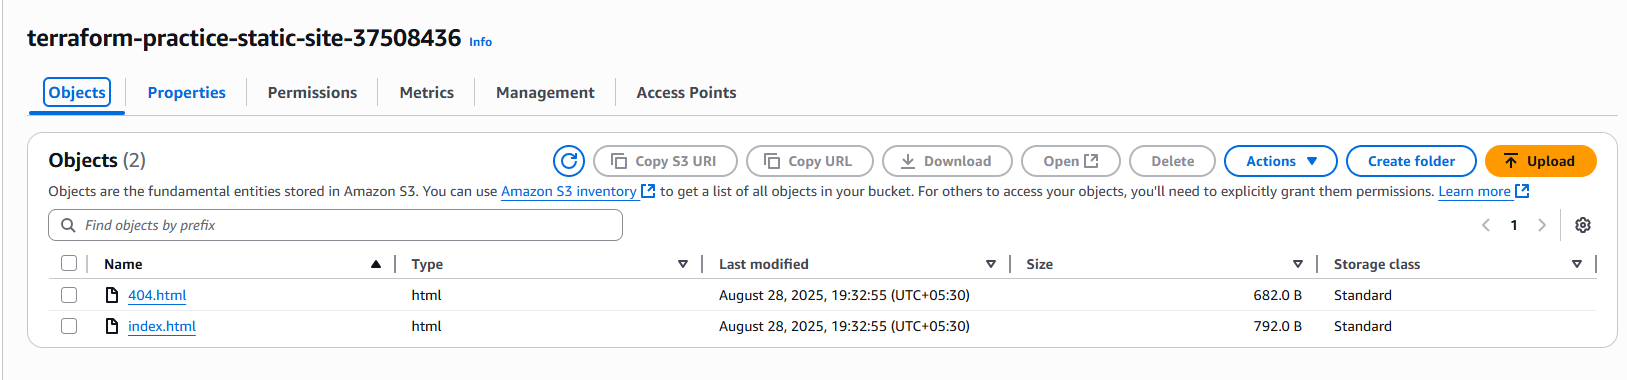 terraform-practice-static-site-37508436 Info
Objects Properties Permissions Metrics Management Access Points
Objects (2) Copy S3 URI Copy URL Download Open Delete Actions Create folder Upload
Objects are the fundamental entities stored in Amazon S3. You can use Amazon S3 inventory to get a list of all objects in your bucket. For others to access your objects, you'll need to explicitly grant them permissions. Learn more
Find objects by prefix 1
Name Type Last modified Size Storage class
404.html html August 28, 2025, 19:32:55 (UTC+05:30) 682.0 B Standard
index.html html August 28, 2025, 19:32:55 (UTC+05:30) 792.0 B Standard